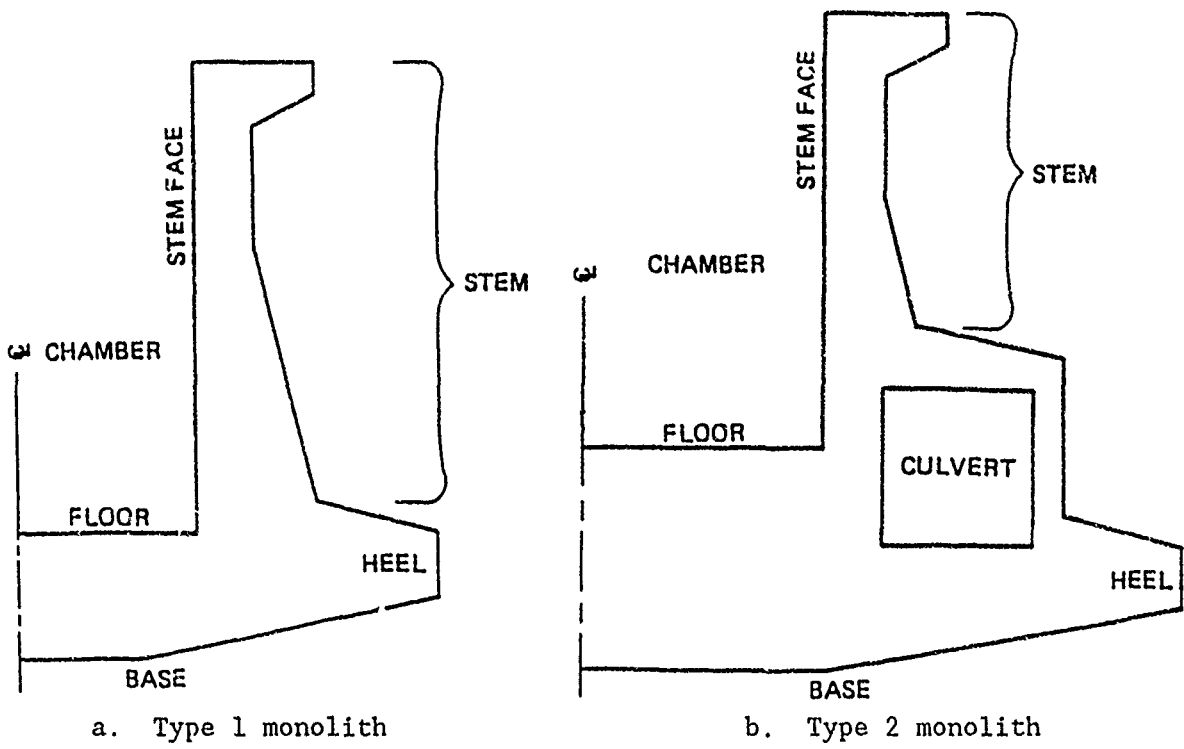 STEM FACE
STEM
CHAMBER
FLOOR
HEEL
BASE
a. Type 1 monolith
STEM FACE
STEM
CHAMBER
FLOOR
CULVERT
HEEL
BASE
b. Type 2 monolith